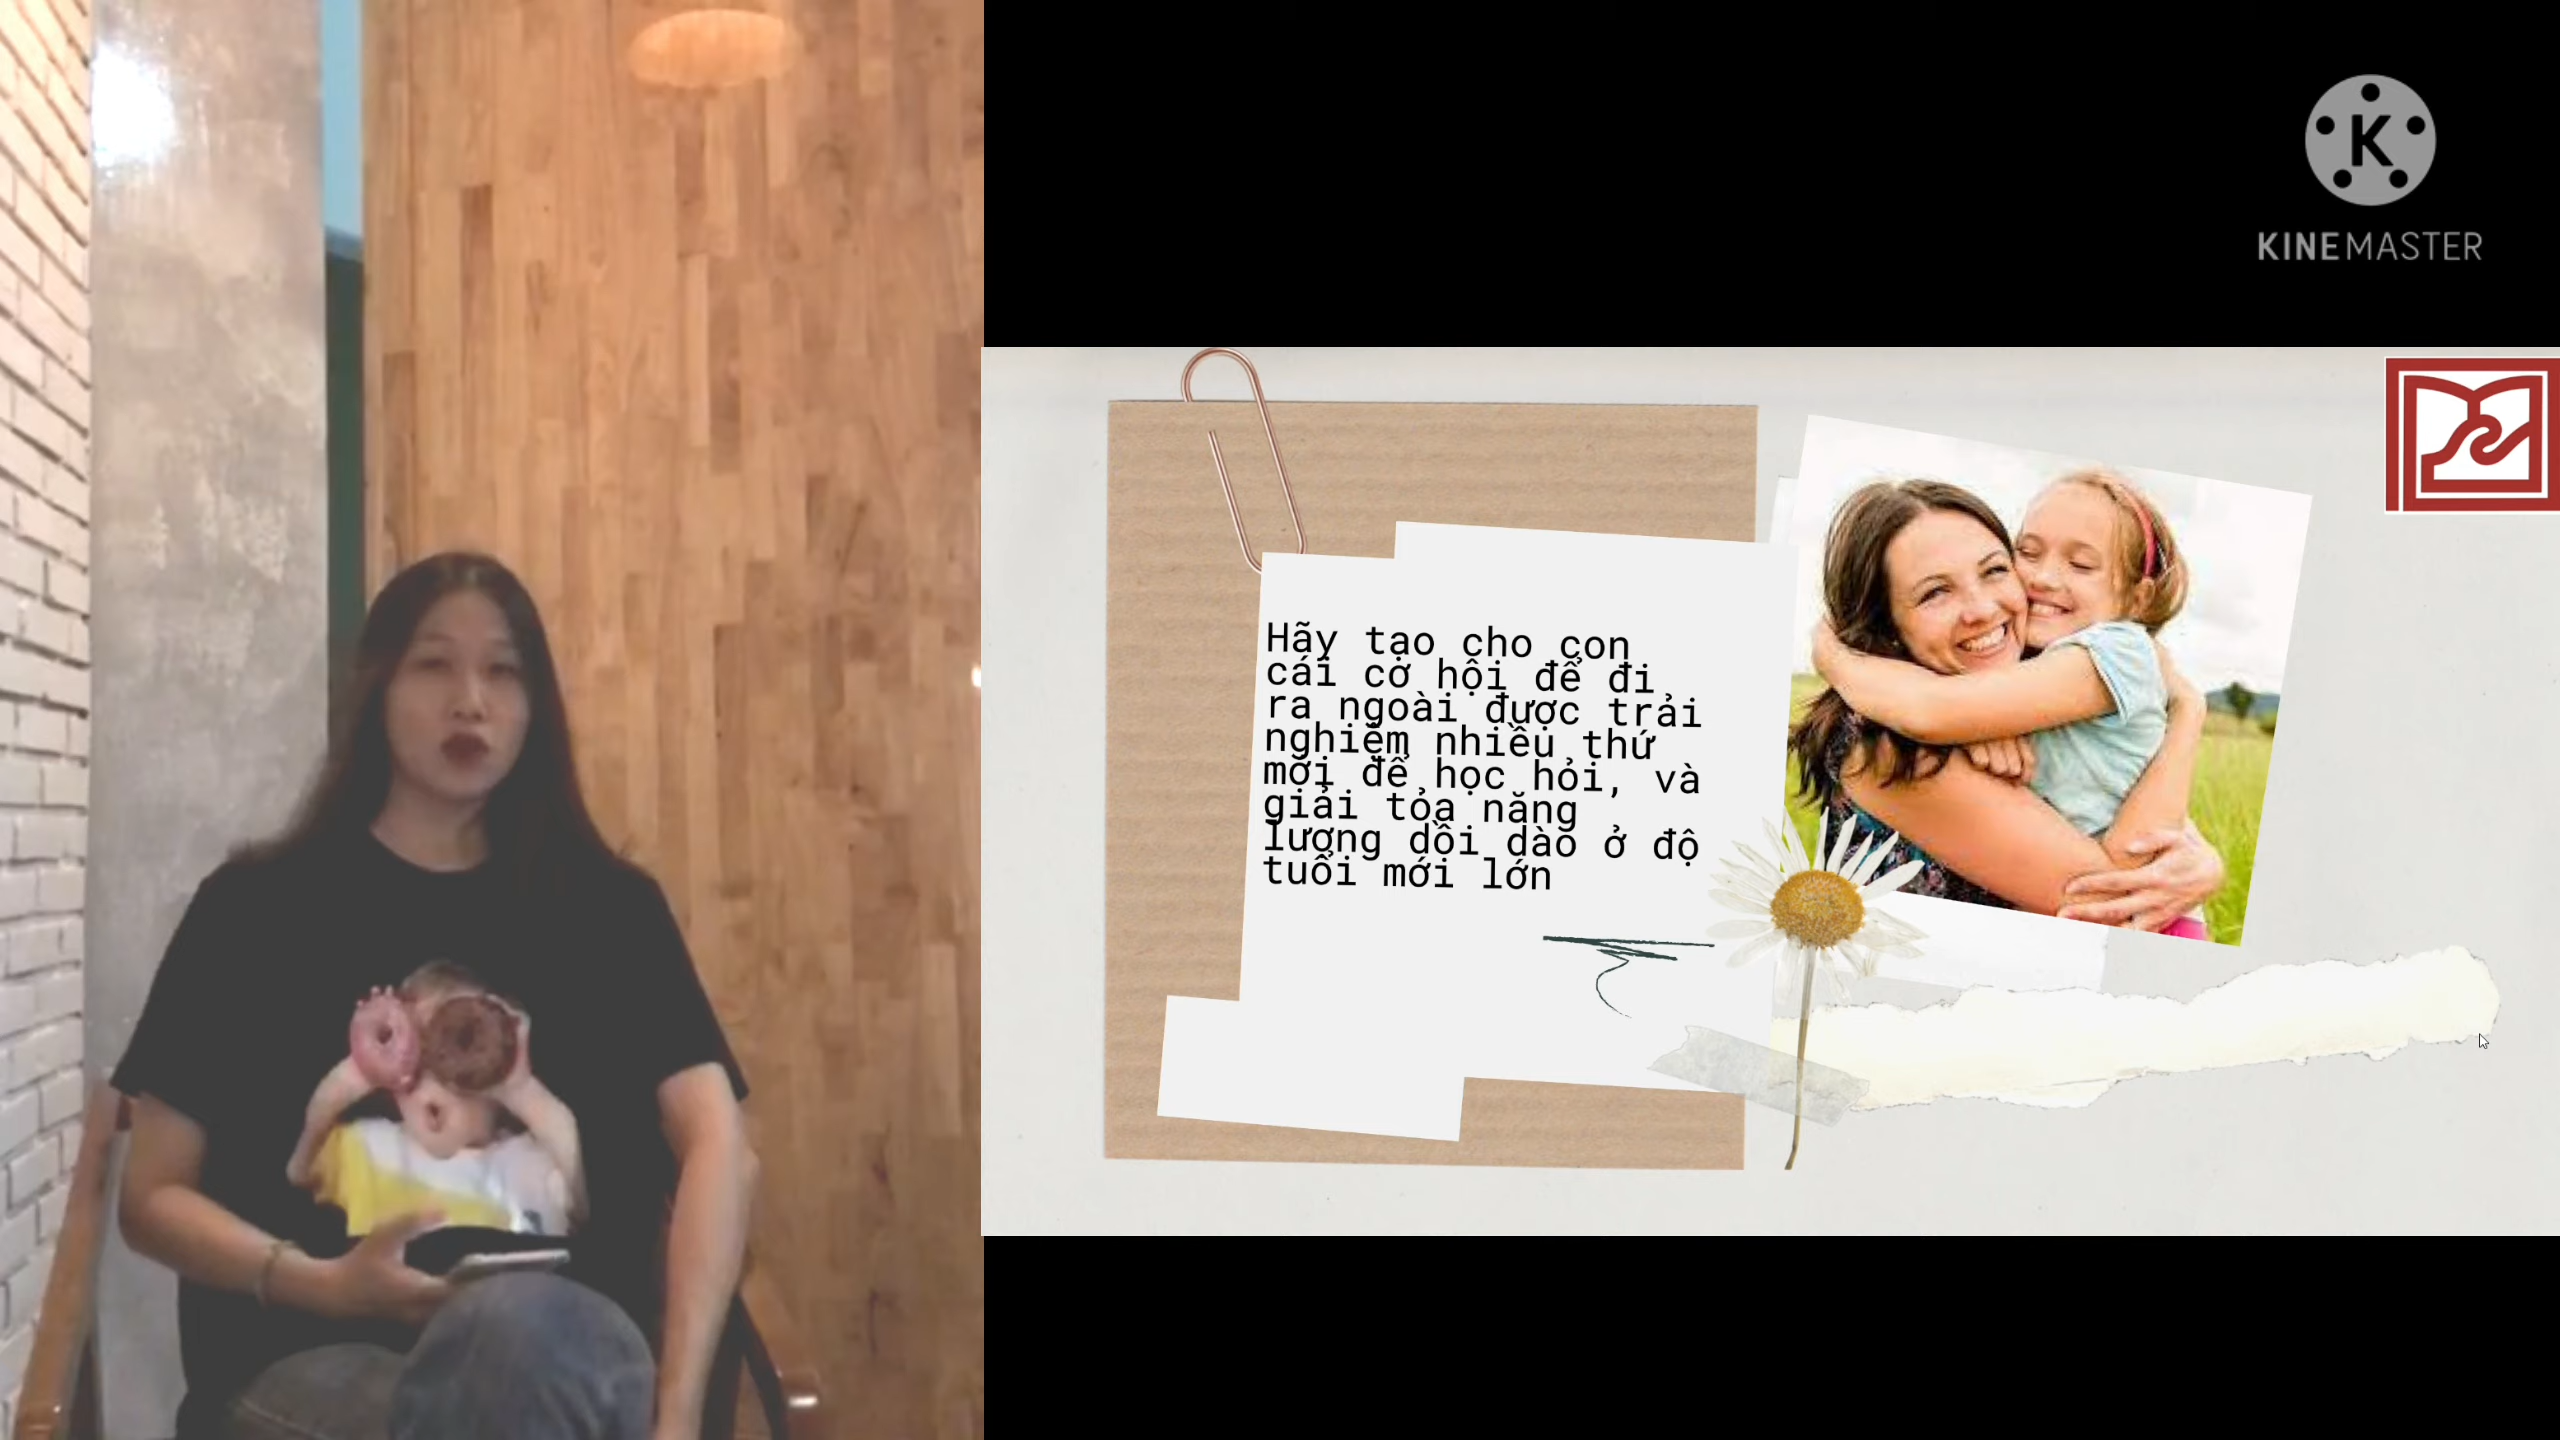 K
KINEMASTER
Hãy tạo cho con
cái cơ hội để đi
ra ngoài được trải
nghiệm nhiều thứ
mới để học hỏi, và
giải tỏa năng
lượng dồi dào ở độ
tuổi mới lớn